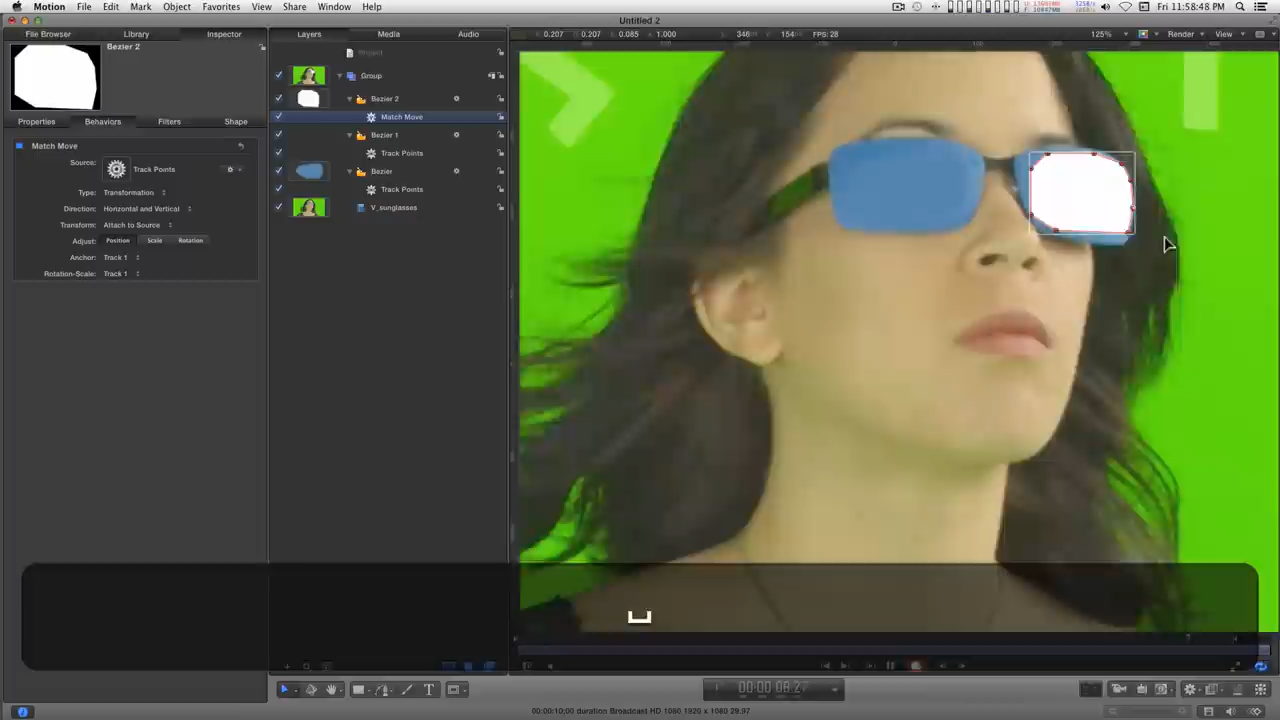 Motion File Edit Mark Object Favorites View Share Window Help
Fri 11:58:48 PM
Untitled 2
File Browser Library Inspector
Layers Media Audio
0.207 0.207 0.085 1.000 346 154 FPS:28
125% Render View
Bezier 2
Project
Group
Bezier 2
Match Move
Bezier 1
Track Points
Bezier
Track Points
V_sunglasses
Properties Behaviors Filters Shape
Match Move
Source: Track Points
Type: Transformation
Direction: Horizontal and Vertical
Transform: Attach to Source
Adjust: Position Scale Rotation
Anchor: Track 1
Rotation-Scale: Track 1
00:00:08:27
00:00:10;00 duration Broadcast HD 1080 1920 x 1080 29.97